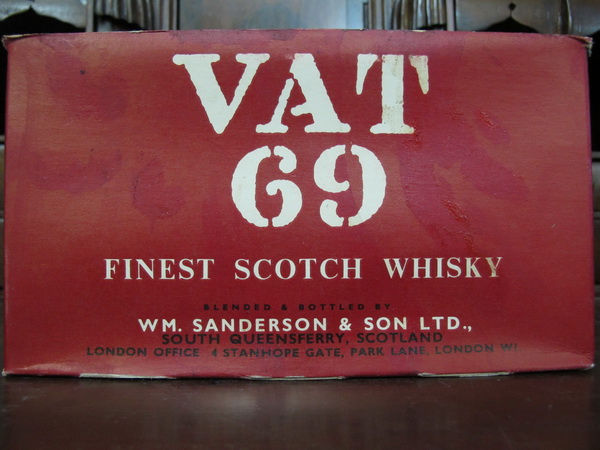 VAT
69
FINEST SCOTCH WHISKY
BLENDED & BOTTLED BY
WM. SANDERSON & SON LTD.,
SOUTH QUEENSFERRY, SCOTLAND
LONDON OFFICE 4 STANHOPE GATE, PARK LANE, LONDON W1